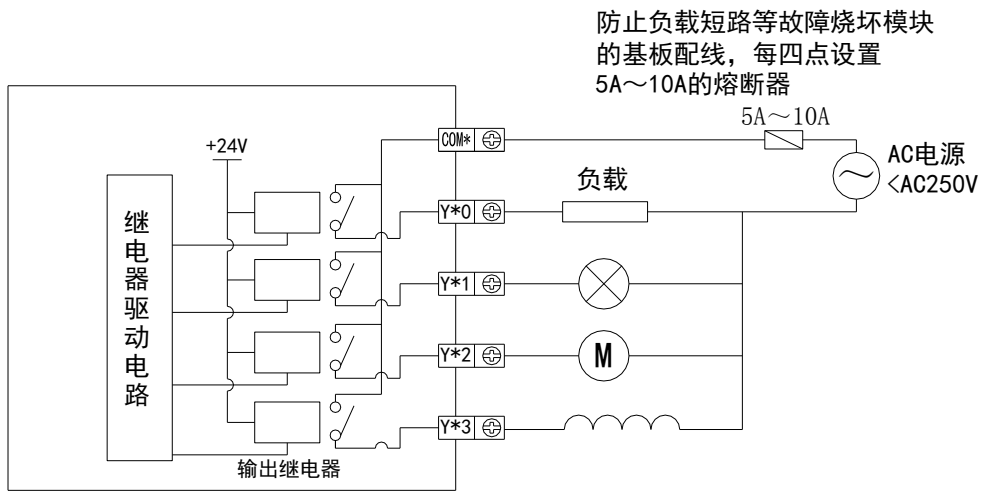 防止负载短路等故障烧坏模块
的基板配线，每四点设置
5A～10A的熔断器
5A～10A
COM*
+24V
AC电源
<AC250V
负载
Y*0
继电器驱动电路
Y*1
Y*2
M
Y*3
输出继电器